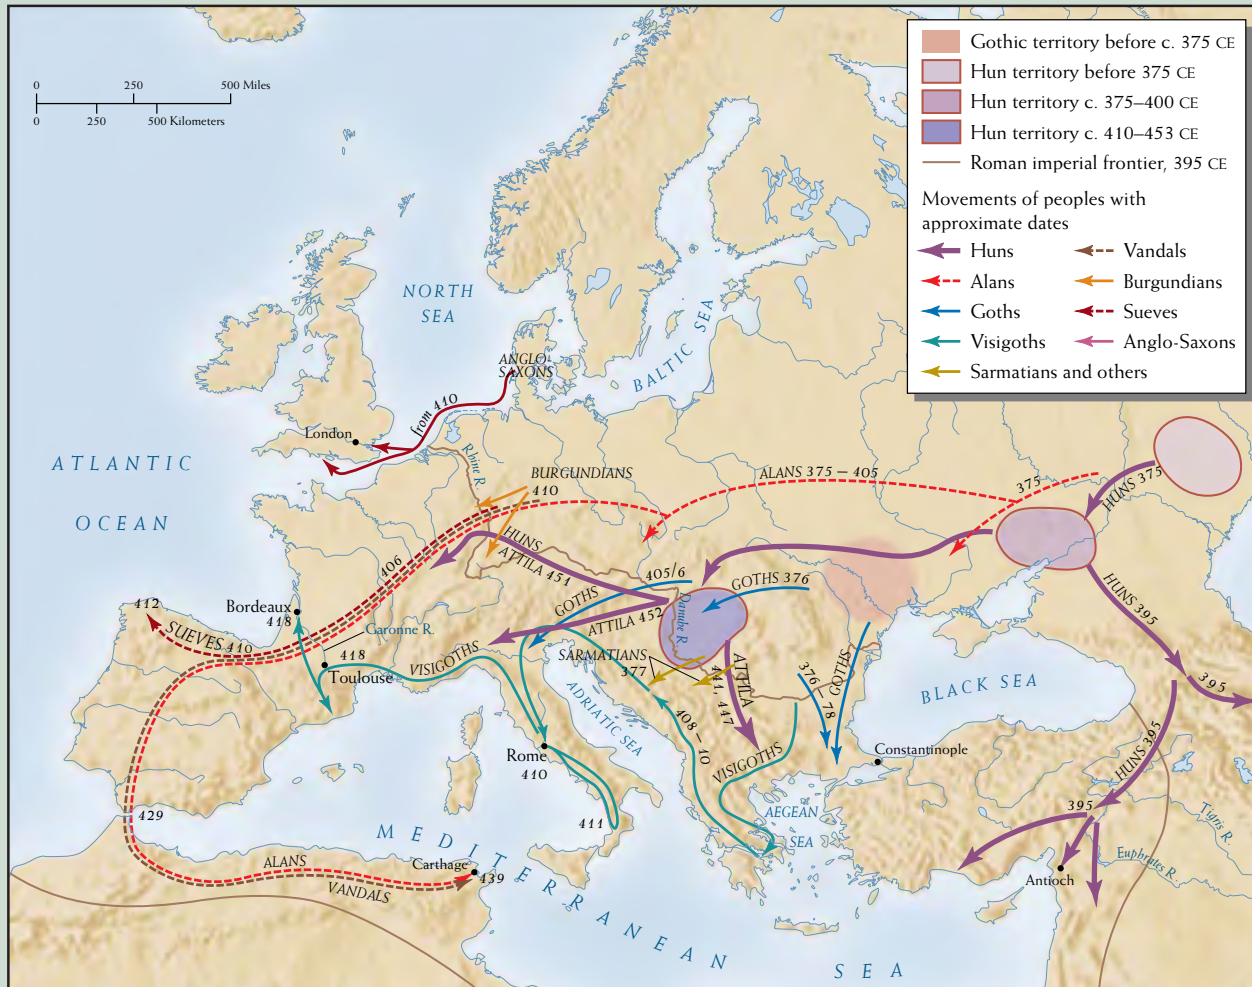 Gothic territory before c. 375 CE
Hun territory before 375 CE
Hun territory c. 375–400 CE
Hun territory c. 410–453 CE
Roman imperial frontier, 395 CE
Movements of peoples with
approximate dates
Huns
Vandals
Alans
Burgundians
Goths
Sueves
Visigoths
Anglo-Saxons
Sarmatians and others
0 250 500 Miles
0 250 500 Kilometers
NORTH
SEA
BALTIC SEA
ANGLO-
SAXONS
from 410
London
ATLANTIC
OCEAN
Rhine R.
BURGUNDIANS
410
ALANS 375 – 405
375
HUNS 375
HUNS
ATTILA 451
406
405/6
GOTHS 376
GOTHS
Danube R.
ATTILA 452
HUNS 395
412
Bordeaux
418
SUEVES 410
Garonne R.
418
Toulouse
VISIGOTHS
SARMATIANS
377
ATTILA
441, 447
376 – 78
GOTHS
BLACK SEA
395
ADRIATIC SEA
408 – 10
VISIGOTHS
Constantinople
HUNS 395
Rome
410
411
AEGEAN
SEA
395
Tigris R.
Euphrates R.
Antioch
429
MEDITERRANEAN SEA
ALANS
Carthage
439
VANDALS